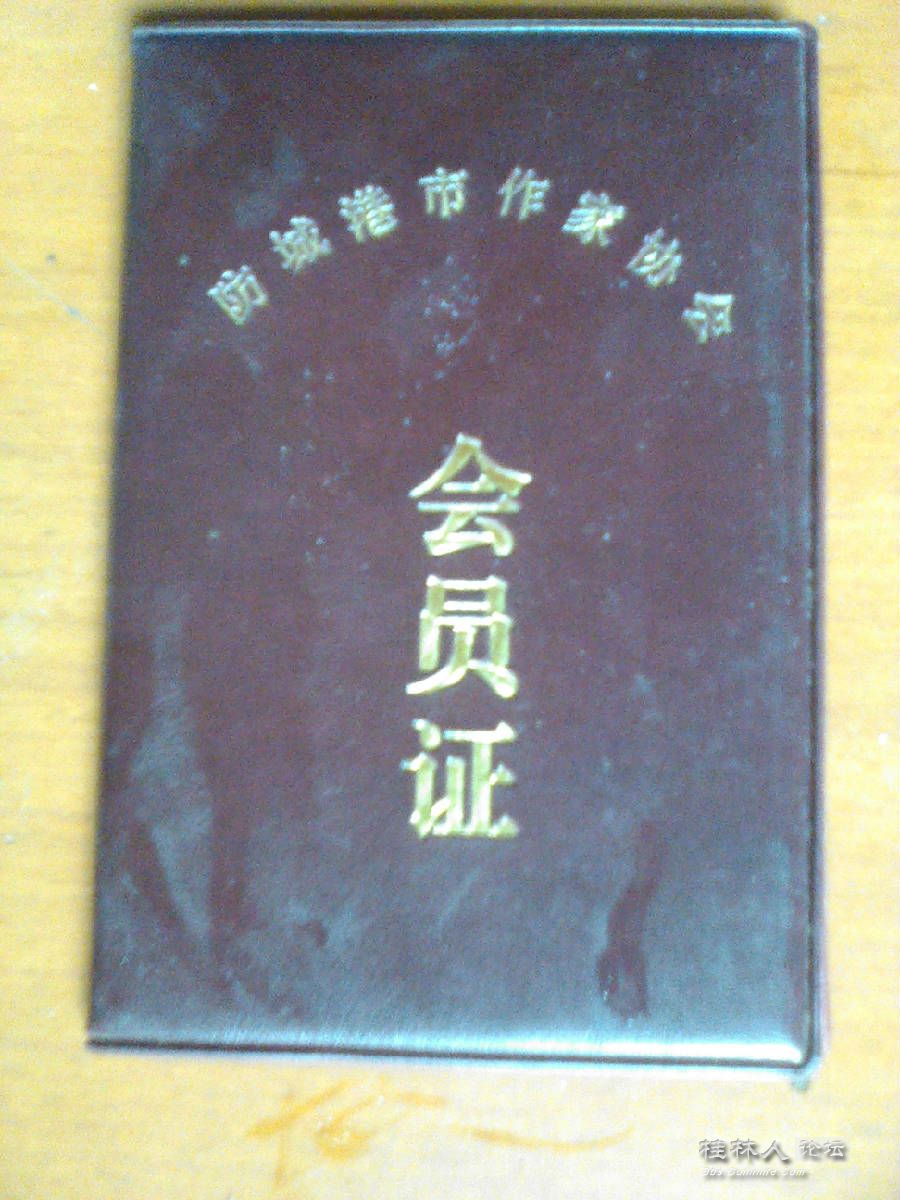 防城港市作家协会
会员证
桂林人 论坛